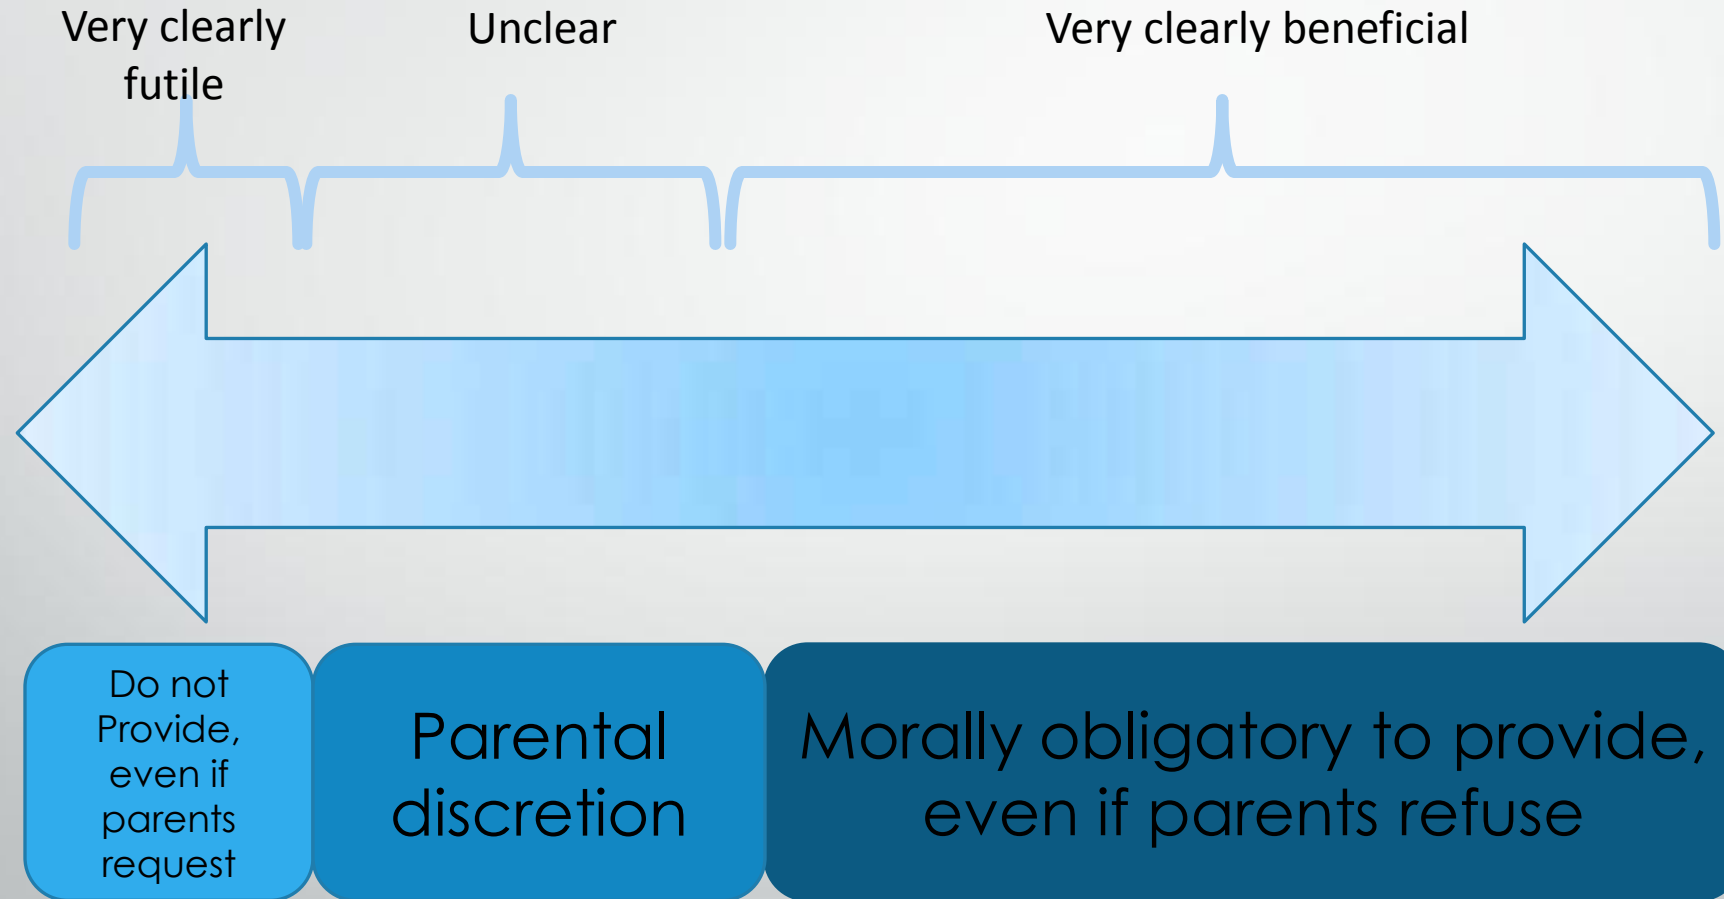 Very clearly
futile
Unclear
Very clearly beneficial
Do not
Provide,
even if
parents
request
Parental
discretion
Morally obligatory to provide,
even if parents refuse